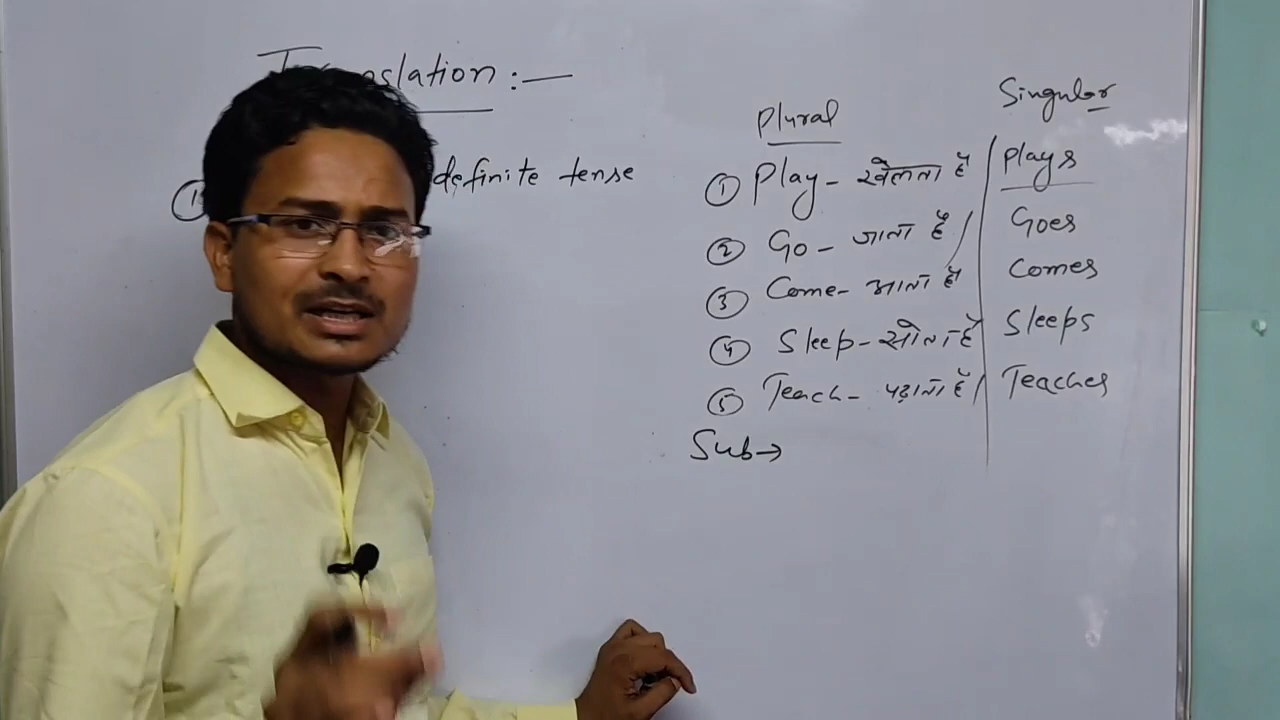 Translation :—
① definite tense
Plural
Singular
① Play - खेलता है
Plays
② Go - जाता है /
Goes
③ Come - आता है
Comes
④ Sleep - सोता है
Sleeps
⑤ Teach - पढ़ाता है /
Teaches
Sub →